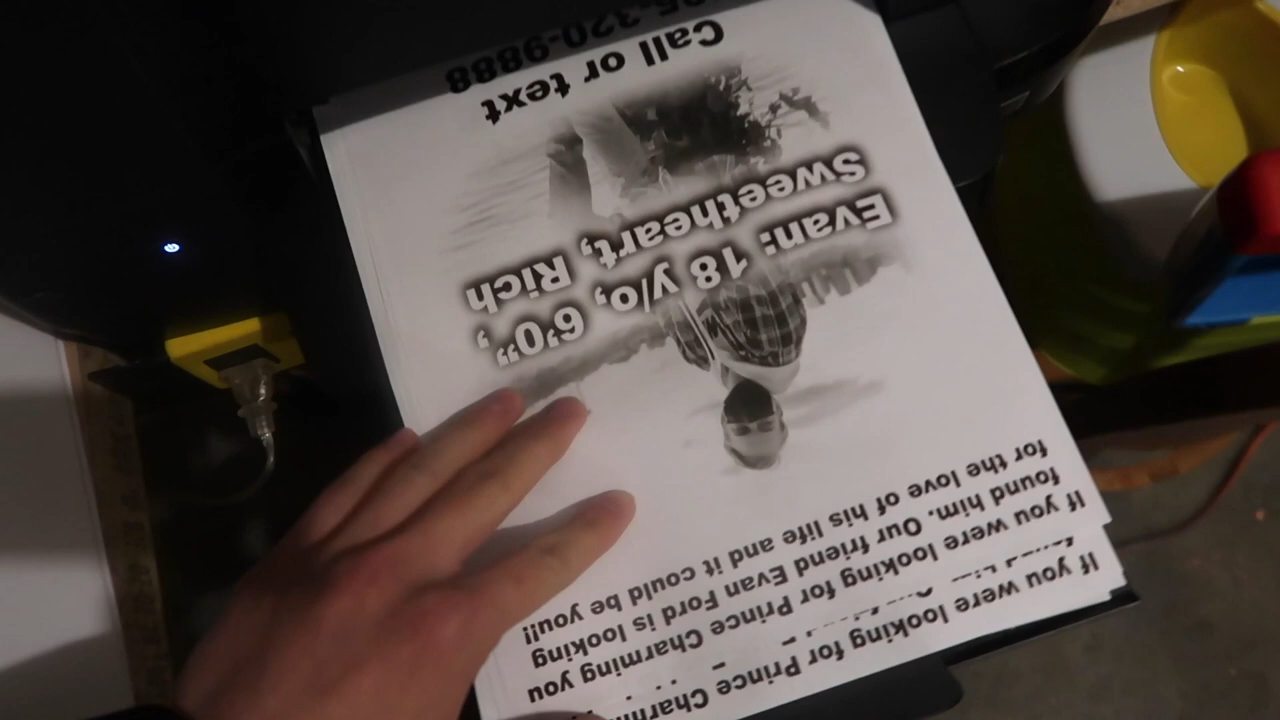 If you were looking for Prince
If you were looking for Prince Charming you
found him. Our friend Evan Ford is looking
for the love of his life and it could be you!!
Evan: 18 y/o, 6'0”,
Sweetheart, Rich
Call or text
320-9888